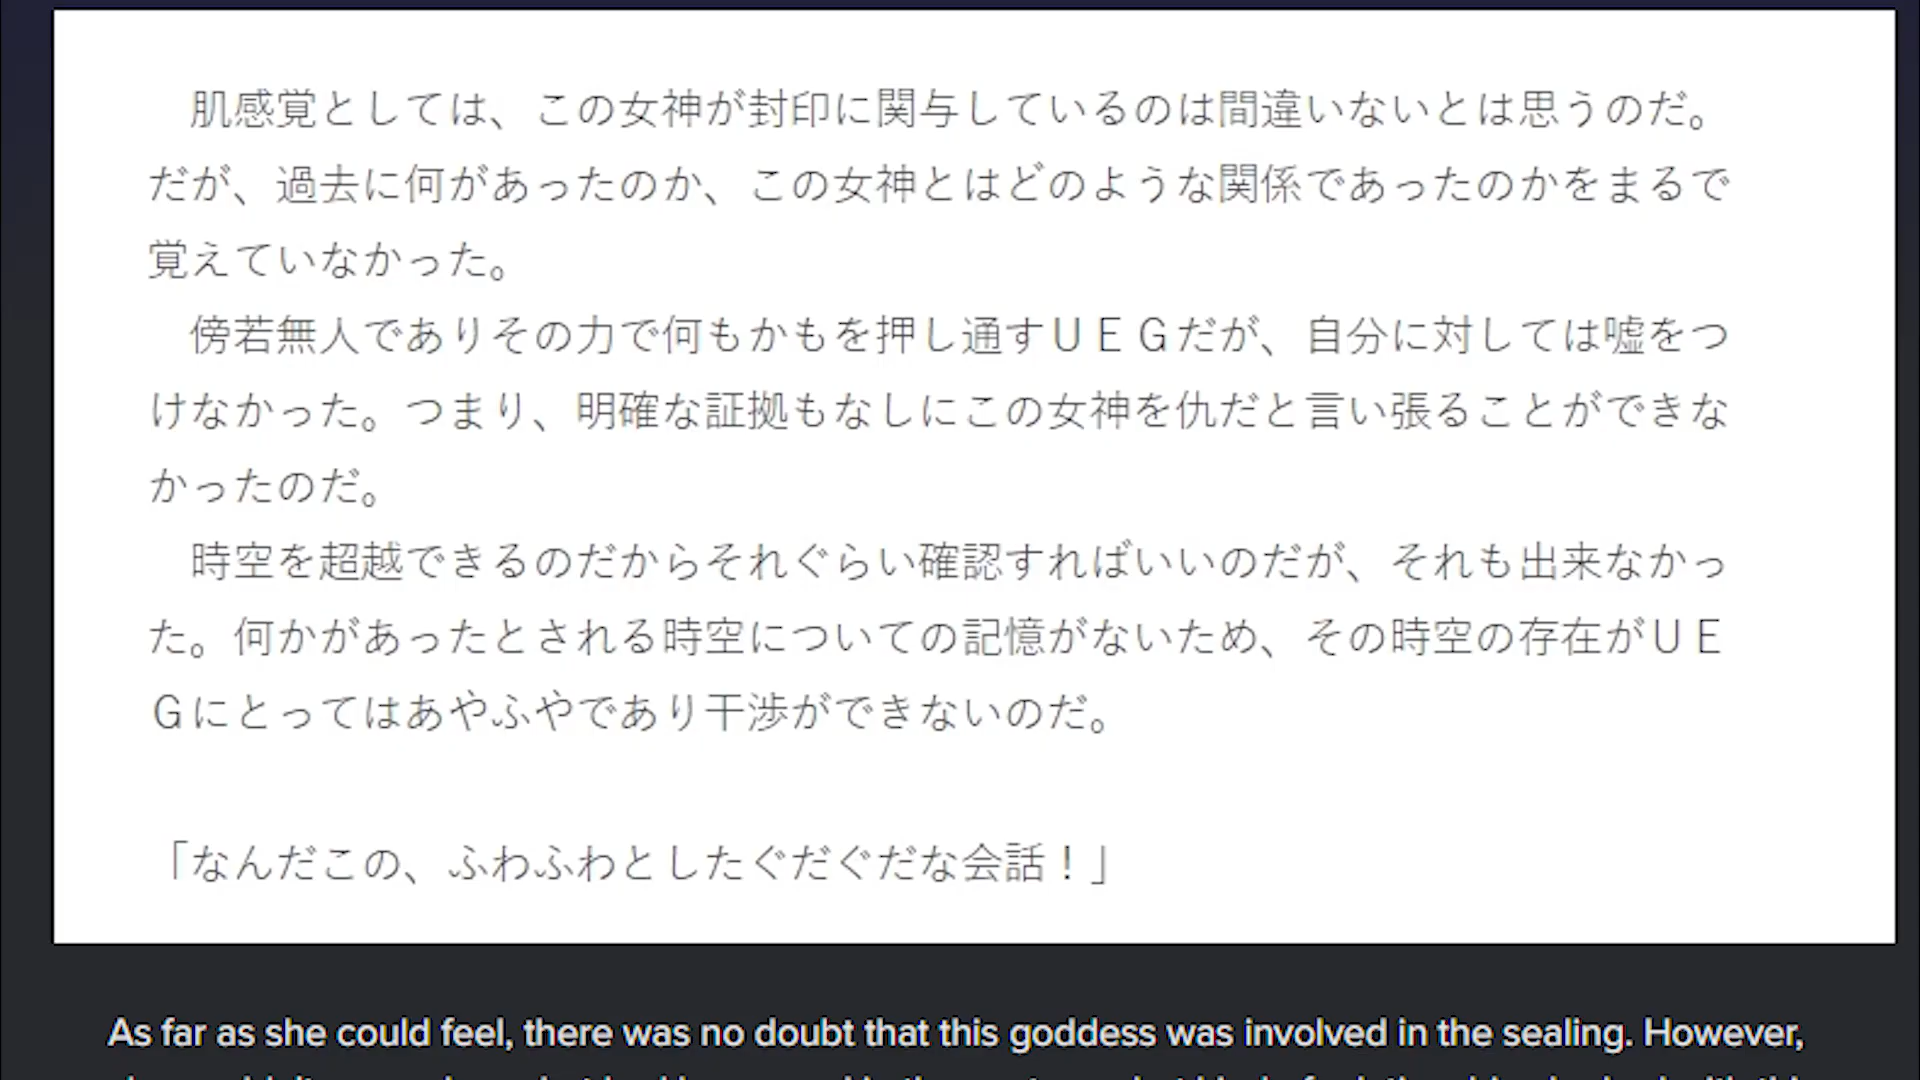 肌感覚としては、この女神が封印に関与しているのは間違いないとは思うのだ。
だが、過去に何があったのか、この女神とはどのような関係であったのかをまるで
覚えていなかった。
傍若無人でありその力で何もかもを押し通すＵＥＧだが、自分に対しては嘘をつ
けなかった。つまり、明確な証拠もなしにこの女神を仇だと言い張ることができな
かったのだ。
時空を超越できるのだからそれぐらい確認すればいいのだが、それも出来なかっ
た。何かがあったとされる時空についての記憶がないため、その時空の存在がＵＥ
Ｇにとってはあやふやであり干渉ができないのだ。
「なんだこの、ふわふわとしたぐだぐだな会話！」
As far as she could feel, there was no doubt that this goddess was involved in the sealing. However,